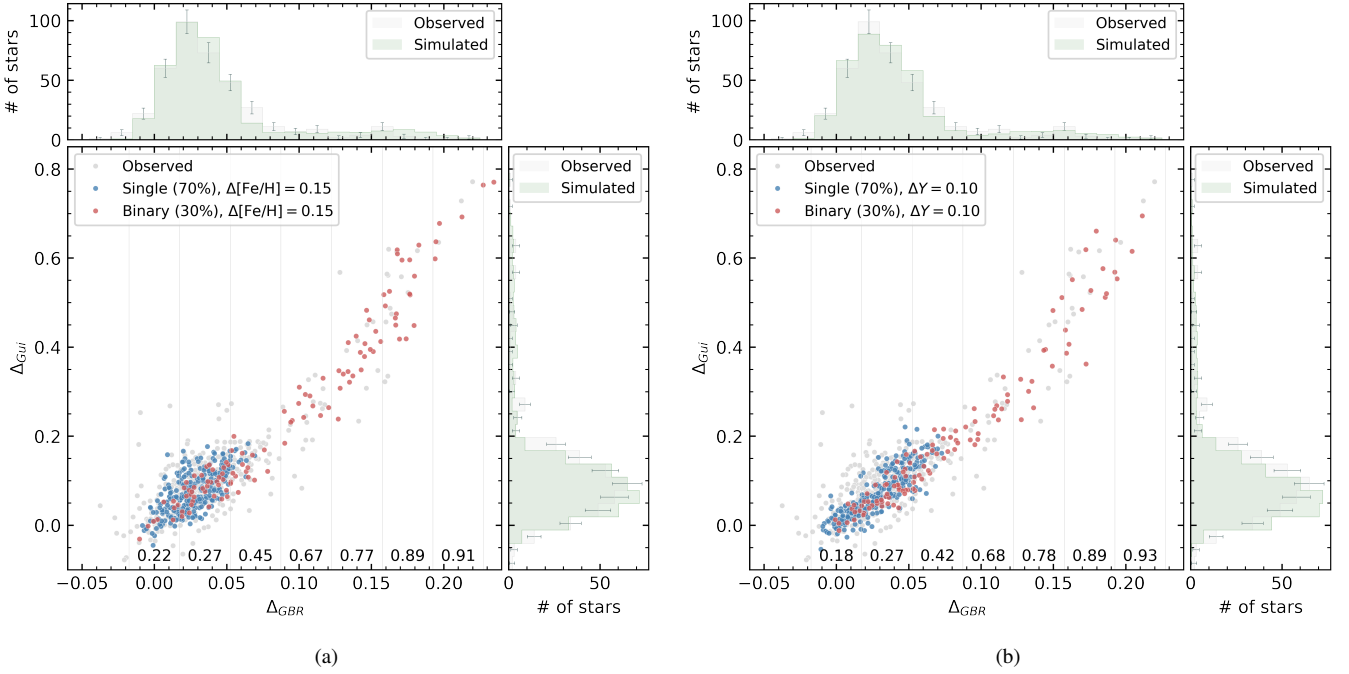 # of stars
100
50
0
Observed
Simulated
Δ_GUI
0.8
0.6
0.4
0.2
0.0
Observed
Single (70%), Δ[Fe/H] = 0.15
Binary (30%), Δ[Fe/H] = 0.15
0.22 0.27 0.45 0.67 0.77 0.89 0.91
−0.05 0.00 0.05 0.10 0.15 0.20
Δ_GBR
Observed
Simulated
0 50
# of stars
(a)
# of stars
100
50
0
Observed
Simulated
Δ_Gui
0.8
0.6
0.4
0.2
0.0
Observed
Single (70%), ΔY = 0.10
Binary (30%), ΔY = 0.10
0.18 0.27 0.42 0.68 0.78 0.89 0.93
−0.05 0.00 0.05 0.10 0.15 0.20
Δ_GBR
Observed
Simulated
0 50
# of stars
(b)